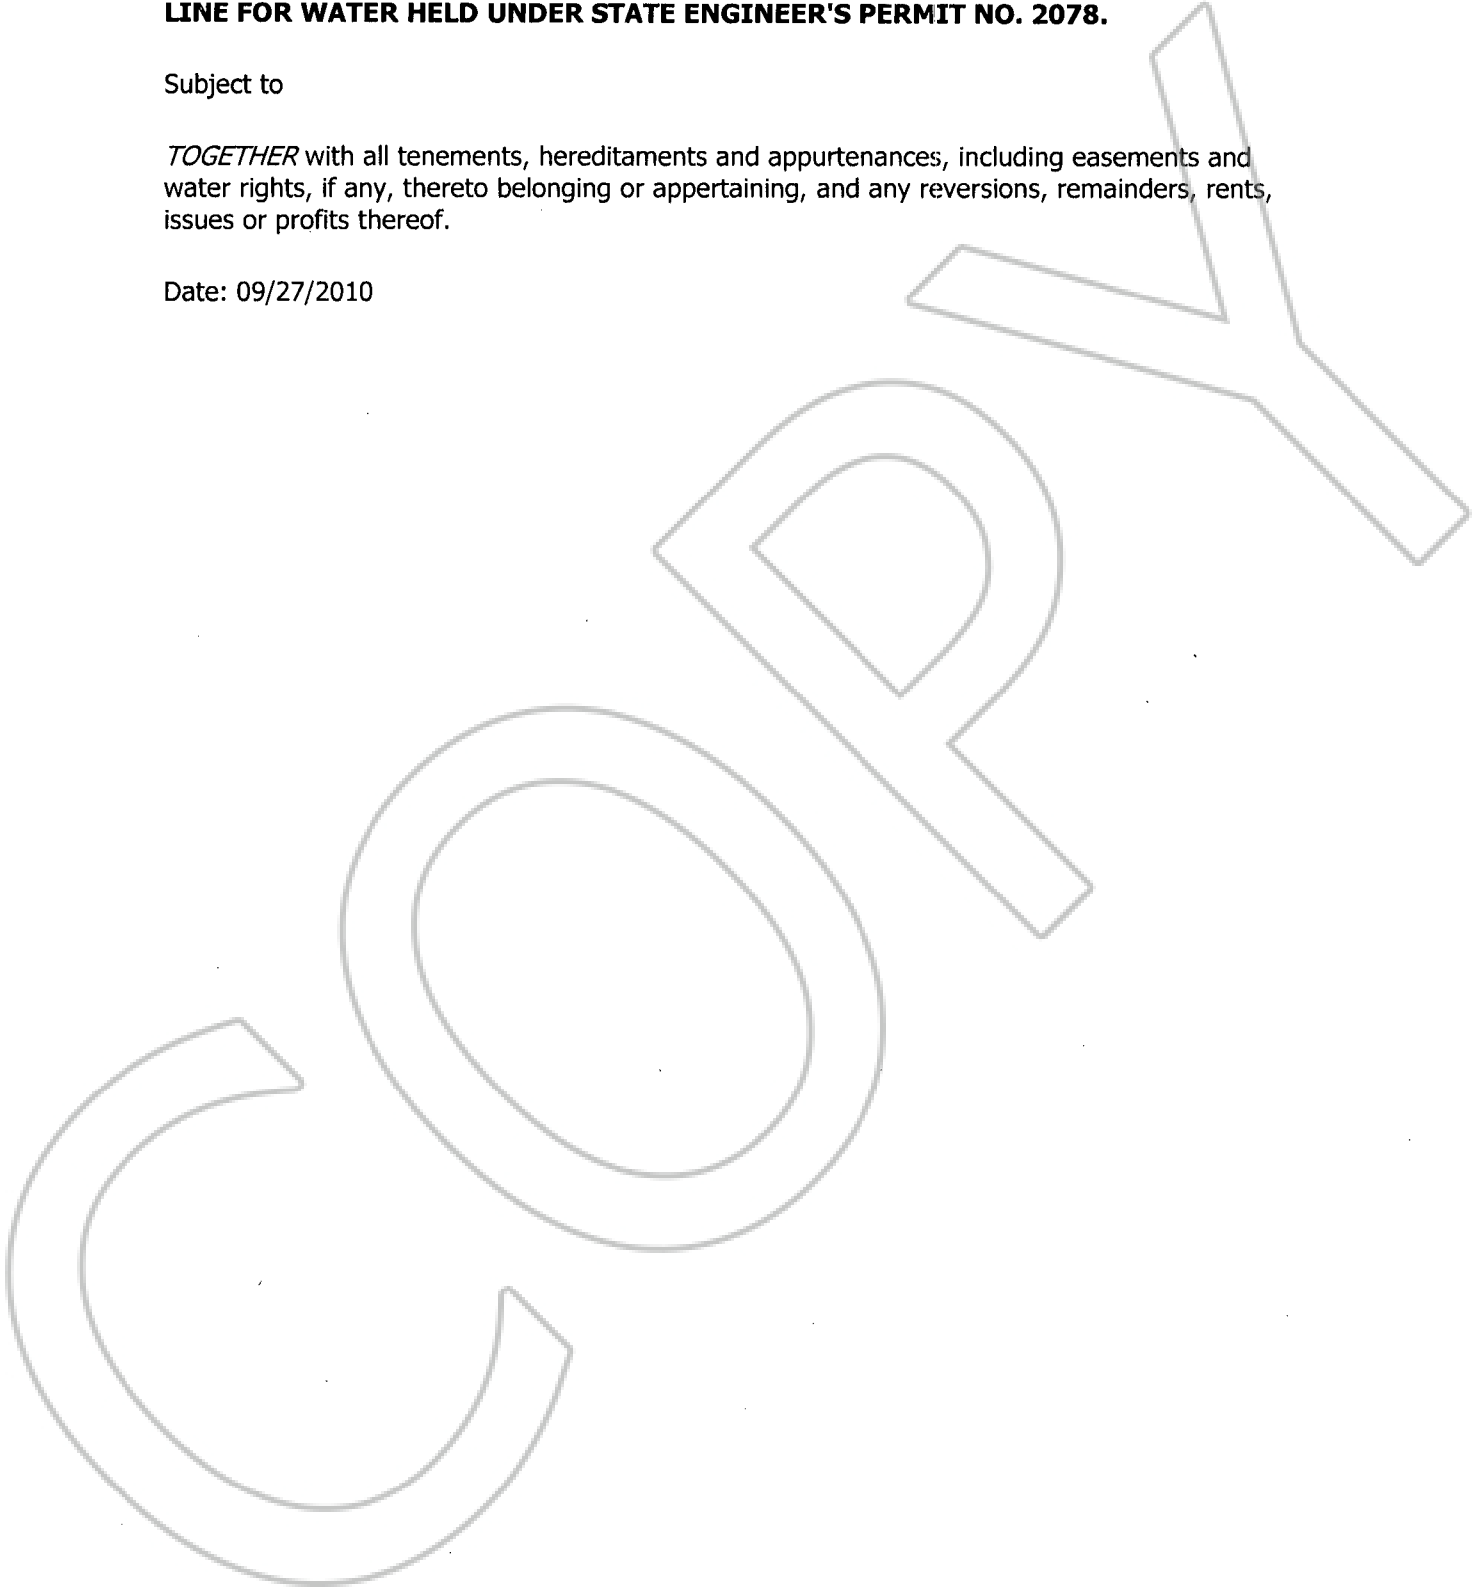 LINE FOR WATER HELD UNDER STATE ENGINEER'S PERMIT NO. 2078.
Subject to
TOGETHER with all tenements, hereditaments and appurtenances, including easements and
water rights, if any, thereto belonging or appertaining, and any reversions, remainders, rents,
issues or profits thereof.
Date: 09/27/2010
COPY